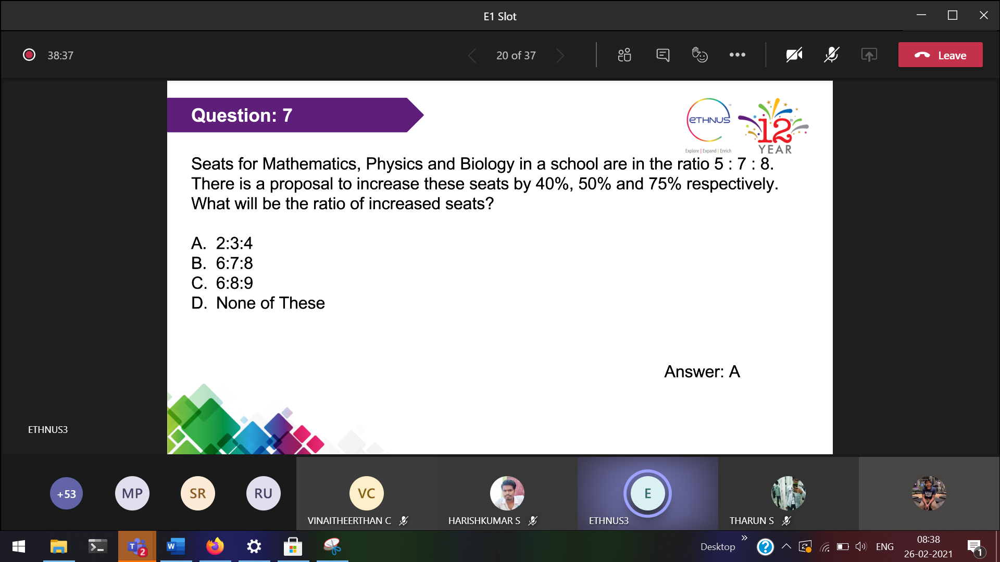 E1 Slot
38:37
20 of 37
Leave
Question: 7
eTHNUS
TM
Explore | Expand | Enrich
12th
YEAR
Seats for Mathematics, Physics and Biology in a school are in the ratio 5 : 7 : 8.
There is a proposal to increase these seats by 40%, 50% and 75% respectively.
What will be the ratio of increased seats?
A. 2:3:4
B. 6:7:8
C. 6:8:9
D. None of These
Answer: A
ETHNUS3
+53
MP
SR
RU
VC
E
VINAITHEERTHAN C
HARISHKUMAR S
ETHNUS3
THARUN S
T
2
W
Desktop
ENG
08:38
26-02-2021
1